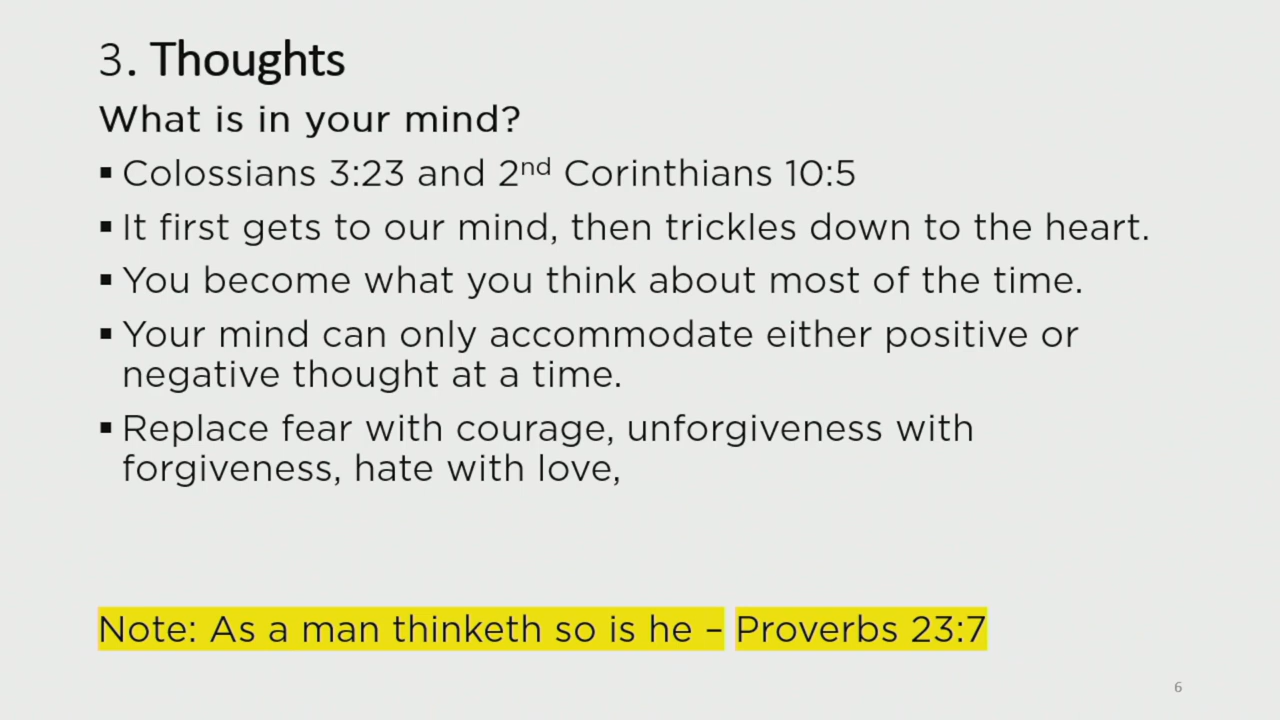 3. Thoughts
What is in your mind?
▪ Colossians 3:23 and 2nd Corinthians 10:5
▪ It first gets to our mind, then trickles down to the heart.
▪ You become what you think about most of the time.
▪ Your mind can only accommodate either positive or
negative thought at a time.
▪ Replace fear with courage, unforgiveness with
forgiveness, hate with love,
Note: As a man thinketh so is he – Proverbs 23:7
6